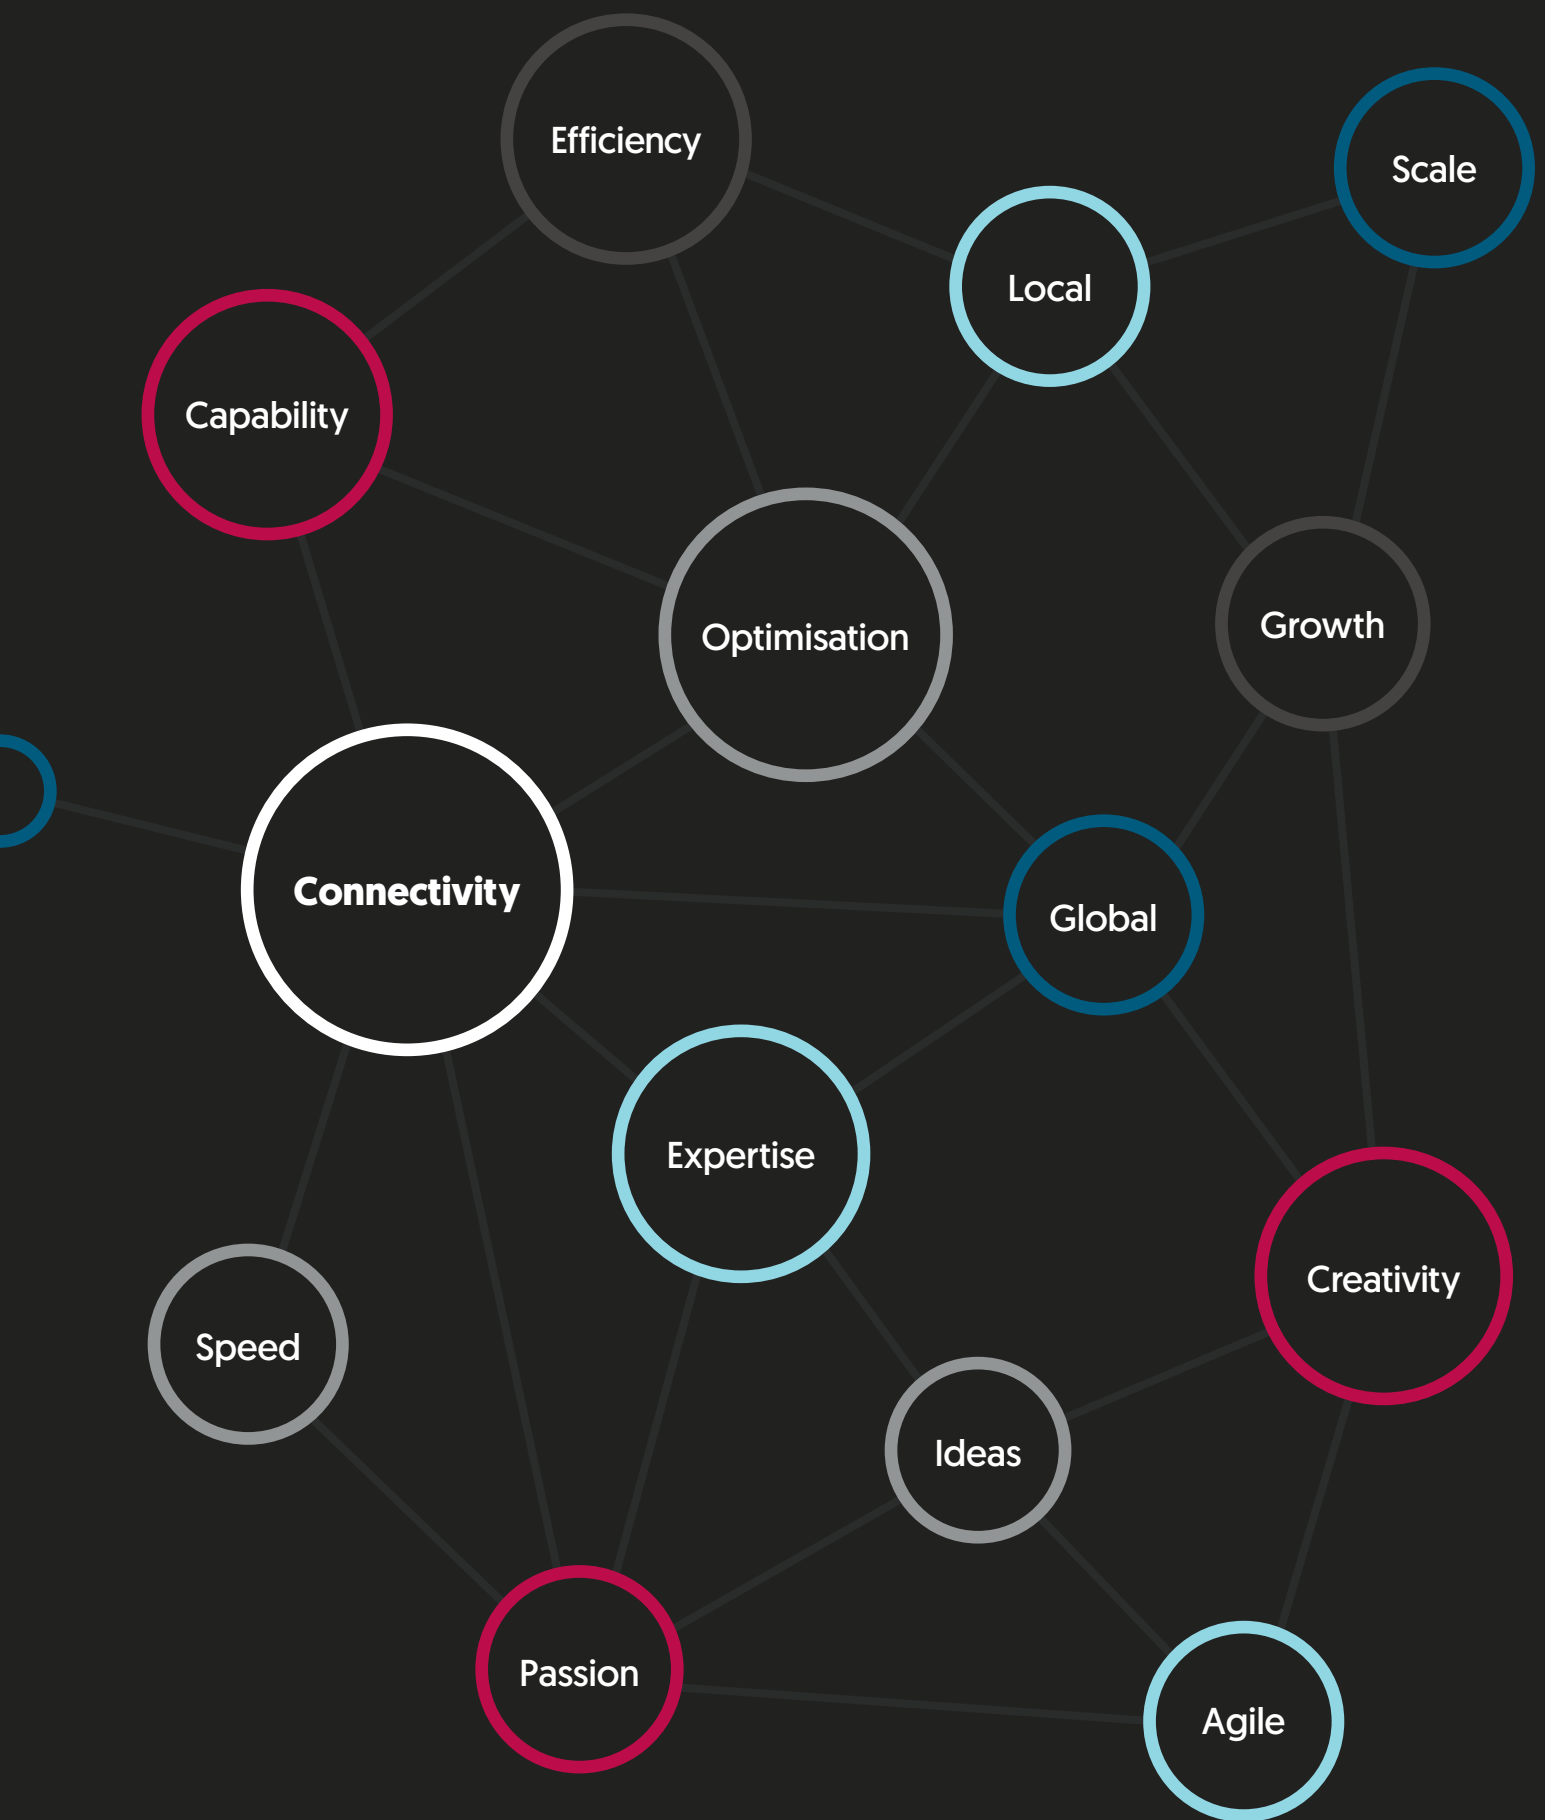 Efficiency
Scale
Local
Capability
Optimisation
Growth
Connectivity
Global
Expertise
Creativity
Speed
Ideas
Passion
Agile